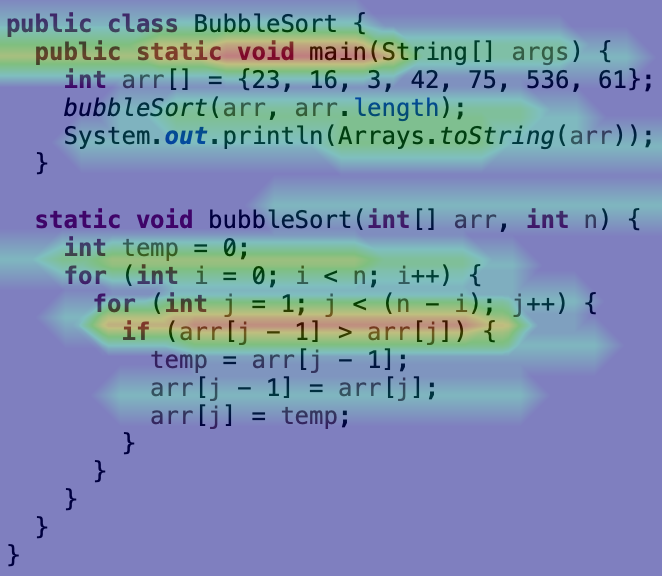 public class BubbleSort {
  public static void main(String[] args) {
    int arr[] = {23, 16, 3, 42, 75, 536, 61};
    bubbleSort(arr, arr.length);
    System.out.println(Arrays.toString(arr));
  }

  static void bubbleSort(int[] arr, int n) {
    int temp = 0;
    for (int i = 0; i < n; i++) {
      for (int j = 1; j < (n - i); j++) {
        if (arr[j - 1] > arr[j]) {
          temp = arr[j - 1];
          arr[j - 1] = arr[j];
          arr[j] = temp;
        }
      }
    }
  }
}